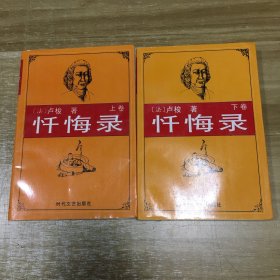 〔法〕卢梭 著 上卷
忏悔录
时代文艺出版社
〔法〕卢梭 著 下卷
忏悔录